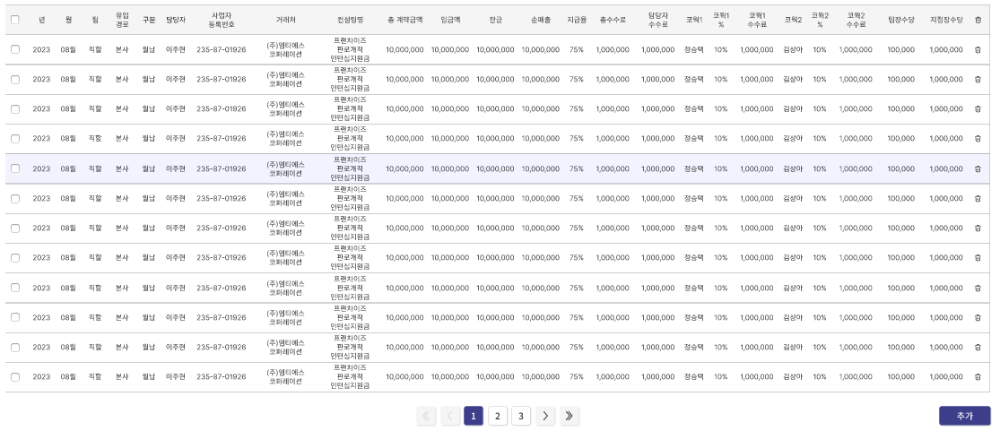 년 월 팀 유입 경로 구분 담당자 사업자 등록번호 거래처 컨설팅명 총 계약금액 입금액 잔금 순매출 지급율 총수수료 담당자 수수료 코웍1 코웍1 % 코웍1 수수료 코웍2 코웍2 % 코웍2 수수료 팀장수당 지점장수당
2023 08월 직할 본사 월납 이주현 235-87-01926 (주)엠티에스 코퍼레이션 프랜차이즈 판로개척 인턴십지원금 10,000,000 10,000,000 10,000,000 10,000,000 75% 1,000,000 1,000,000 정승택 10% 1,000,000 김상아 10% 1,000,000 100,000 1,000,000
2023 08월 직할 본사 월납 이주현 235-87-01926 (주)엠티에스 코퍼레이션 프랜차이즈 판로개적 인턴십지원금 10,000,000 10,000,000 10,000,000 10,000,000 75% 1,000,000 1,000,000 정승택 10% 1,000,000 김상아 10% 1,000,000 100,000 1,000,000
2023 08월 직할 본사 월납 이주현 235-87-01926 (주)엠티에스 코퍼레이션 프랜차이즈 판로개적 인턴십지원금 10,000,000 10,000,000 10,000,000 10,000,000 75% 1,000,000 1,000,000 정승택 10% 1,000,000 김상아 10% 1,000,000 100,000 1,000,000
2023 08월 직할 본사 월납 이주현 235-87-01926 (주)엠티에스 코퍼레이션 프랜차이즈 판로개적 인턴십지원금 10,000,000 10,000,000 10,000,000 10,000,000 75% 1,000,000 1,000,000 정승택 10% 1,000,000 김상아 10% 1,000,000 100,000 1,000,000
2023 08월 직할 본사 월납 이주현 235-87-01926 (주)엠티에스 코퍼레이션 프랜차이즈 판로개적 인턴십지원금 10,000,000 10,000,000 10,000,000 10,000,000 75% 1,000,000 1,000,000 정승택 10% 1,000,000 김상아 10% 1,000,000 100,000 1,000,000
2023 08월 직할 본사 월납 이주현 235-87-01926 (주)엠티에스 코퍼레이션 프랜차이즈 판로개적 인턴십지원금 10,000,000 10,000,000 10,000,000 10,000,000 75% 1,000,000 1,000,000 정승택 10% 1,000,000 김상아 10% 1,000,000 100,000 1,000,000
2023 08월 직할 본사 월납 이주현 235-87-01926 (주)엠티에스 코퍼레이션 프랜차이즈 판로개적 인턴십지원금 10,000,000 10,000,000 10,000,000 10,000,000 75% 1,000,000 1,000,000 정승택 10% 1,000,000 김상아 10% 1,000,000 100,000 1,000,000
2023 08월 직할 본사 월납 이주현 235-87-01926 (주)엠티에스 코퍼레이션 프랜차이즈 판로개적 인턴십지원금 10,000,000 10,000,000 10,000,000 10,000,000 75% 1,000,000 1,000,000 정승택 10% 1,000,000 김상아 10% 1,000,000 100,000 1,000,000
2023 08월 직할 본사 월납 이주현 235-87-01926 (주)엠티에스 코퍼레이션 프랜차이즈 판로개적 인턴십지원금 10,000,000 10,000,000 10,000,000 10,000,000 75% 1,000,000 1,000,000 정승택 10% 1,000,000 김상아 10% 1,000,000 100,000 1,000,000
2023 08월 직할 본사 월납 이주현 235-87-01926 (주)엠티에스 코퍼레이션 프랜차이즈 판로개적 인턴십지원금 10,000,000 10,000,000 10,000,000 10,000,000 75% 1,000,000 1,000,000 정승택 10% 1,000,000 김상아 10% 1,000,000 100,000 1,000,000
2023 08월 직할 본사 월납 이주현 235-87-01926 (주)엠티에스 코퍼레이션 프랜차이즈 판로개적 인턴십지원금 10,000,000 10,000,000 10,000,000 10,000,000 75% 1,000,000 1,000,000 정승택 10% 1,000,000 김상아 10% 1,000,000 100,000 1,000,000
2023 08월 직할 본사 월납 이주현 235-87-01926 (주)엠티에스 코퍼레이션 프랜차이즈 판로개적 인턴십지원금 10,000,000 10,000,000 10,000,000 10,000,000 75% 1,000,000 1,000,000 정승택 10% 1,000,000 김상아 10% 1,000,000 100,000 1,000,000
1 2 3 추가